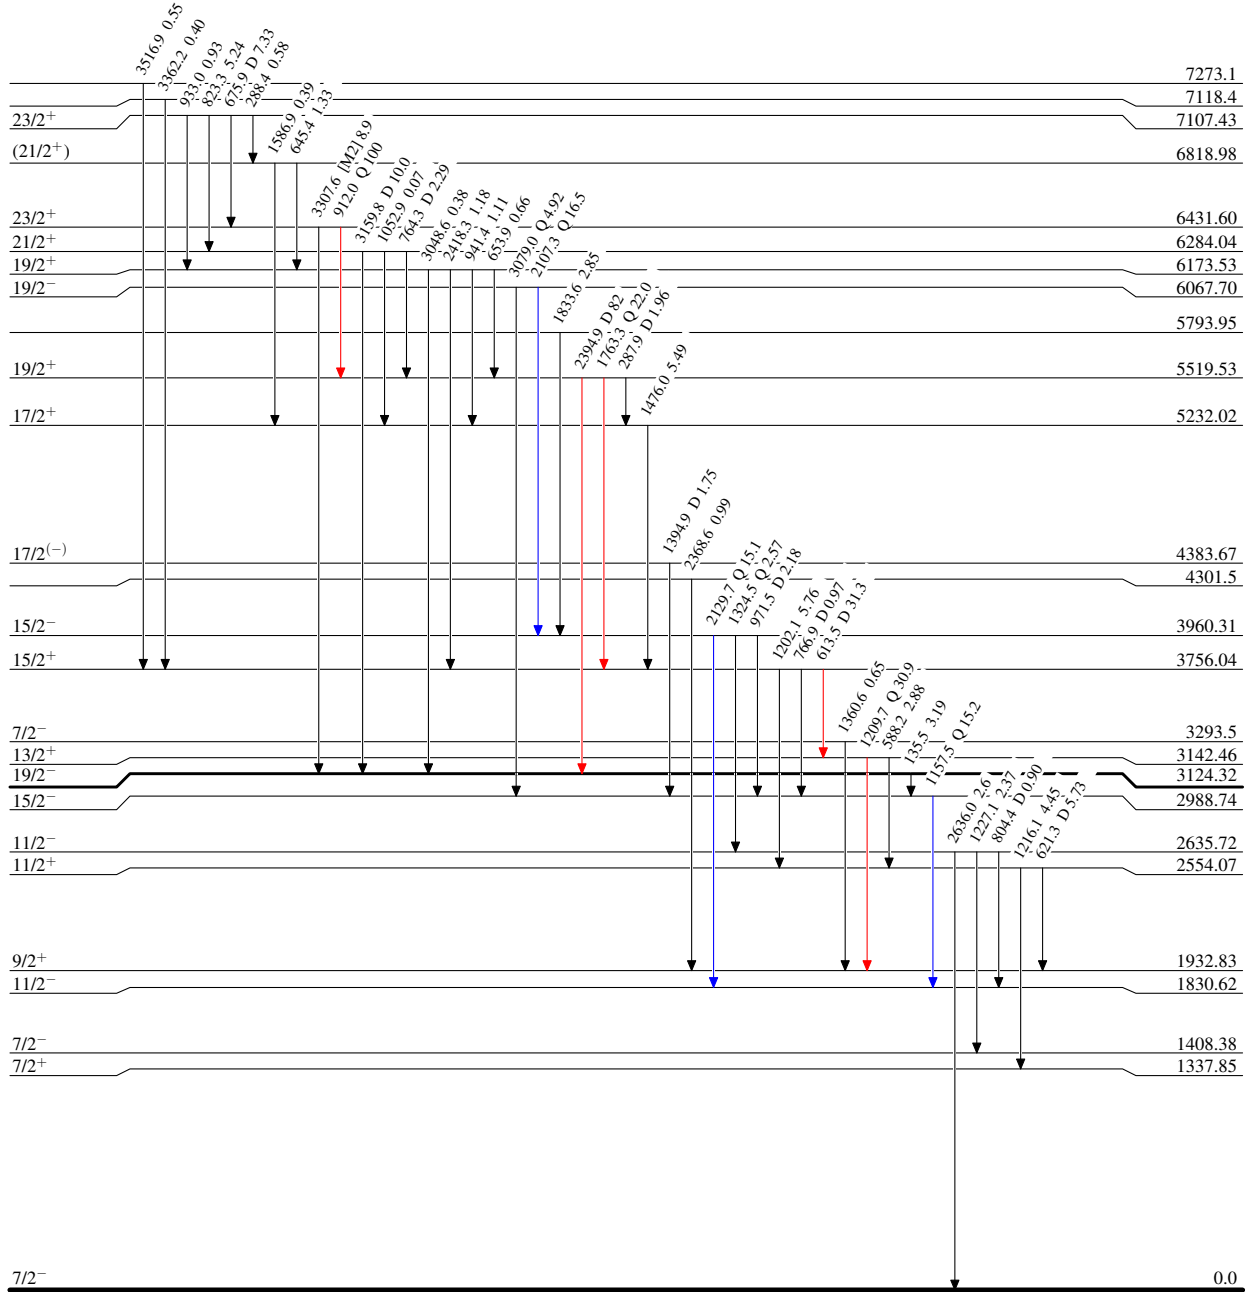 3516.9 0.55
3362.2 0.40
933.0 0.93
823.3 5.24
675.9 D 7.33
288.4 0.58
1586.9 0.39
645.4 1.33
3307.6 [M2] 8.9
912.0 Q 100
3159.8 D 10.0
1052.9 0.07
764.3 D 2.29
3048.6 0.38
2418.3 1.18
941.4 1.11
653.9 0.66
3079.0 Q 4.92
2107.3 Q 16.5
1833.6 2.85
2394.9 D 82
1763.3 Q 22.0
287.9 D 1.96
1476.0 5.49
1394.9 D 1.75
2368.6 0.99
2129.7 Q 15.1
1324.5 Q 2.57
971.5 D 2.18
1202.1 5.76
766.9 D 0.97
613.5 D 31.3
1360.6 0.65
1209.7 Q 30.9
588.2 2.88
135.5 3.19
1157.5 Q 15.2
2636.0 2.6
1227.1 2.37
804.4 D 0.90
1216.1 4.45
621.3 D 5.73
7273.1
7118.4
23/2⁺ 7107.43
(21/2⁺) 6818.98
23/2⁺ 6431.60
21/2⁺ 6284.04
19/2⁺ 6173.53
19/2⁻ 6067.70
5793.95
19/2⁺ 5519.53
17/2⁺ 5232.02
17/2⁽⁻⁾ 4383.67
4301.5
15/2⁻ 3960.31
15/2⁺ 3756.04
7/2⁻ 3293.5
13/2⁺ 3142.46
19/2⁻ 3124.32
15/2⁻ 2988.74
11/2⁻ 2635.72
11/2⁺ 2554.07
9/2⁺ 1932.83
11/2⁻ 1830.62
7/2⁻ 1408.38
7/2⁺ 1337.85
7/2⁻ 0.0